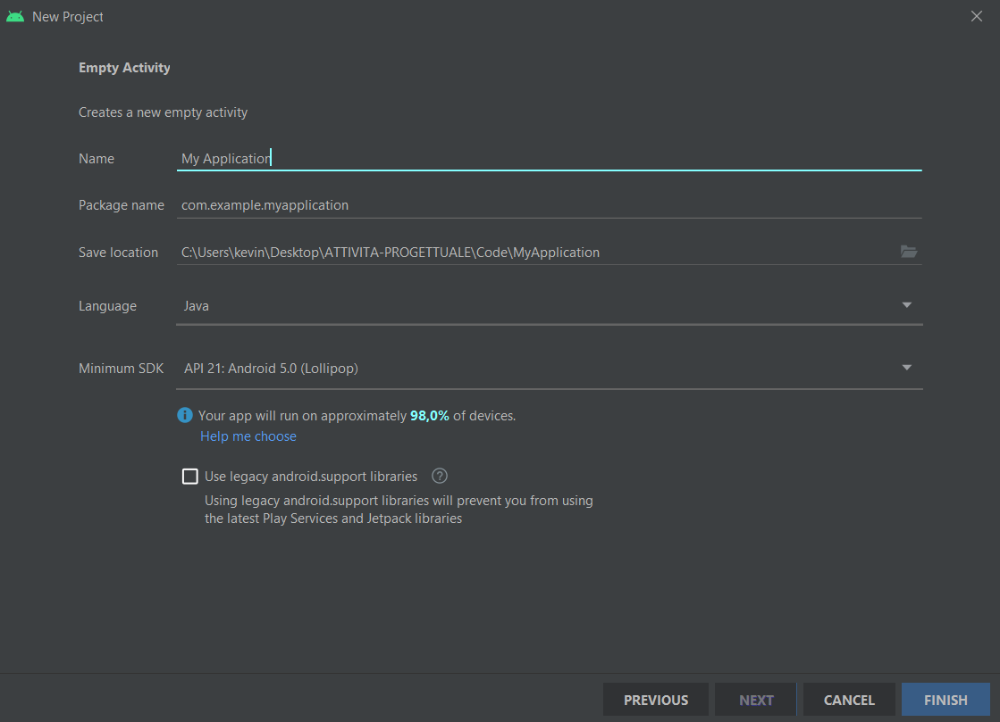 New Project
Empty Activity
Creates a new empty activity
Name My Application
Package name com.example.myapplication
Save location C:\Users\kevin\Desktop\ATTIVITA-PROGETTUALE\Code\MyApplication
Language Java
Minimum SDK API 21: Android 5.0 (Lollipop)
i Your app will run on approximately 98,0% of devices.
Help me choose
Use legacy android.support libraries ?
Using legacy android.support libraries will prevent you from using
the latest Play Services and Jetpack libraries
PREVIOUS NEXT CANCEL FINISH